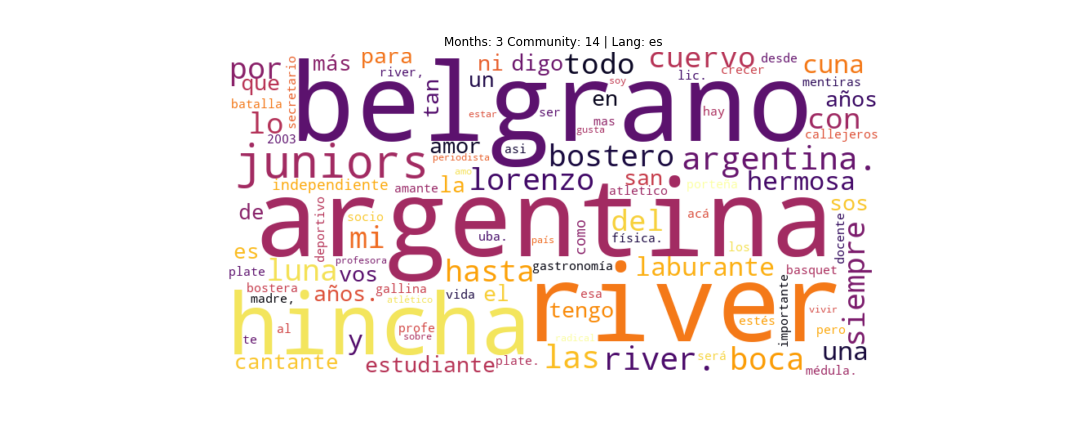 Months: 3 Community: 14 | Lang: es
por más para ni digo todo cuervo desde cuna
que secretario river, tan un soy lic. crecer mentiras
batalla belgrano en años
lo 2003 estar ser mas gusta hay con callejeros
juniors amor asi bostero argentina.
periodista amo
independiente amante la lorenzo san atlético porteña hermosa
de deportivo argentina socio mi como del acá sos
es uba. país física. los docente siempre
plate luna profesora vos hasta gastronomía laburante basquet
bostera madre, años. gallina vida el esa river importante vivir
hincha atlético tengo estés pero
te al y profe sobre radical una
cantante estudiante plate. las river. será boca médula.